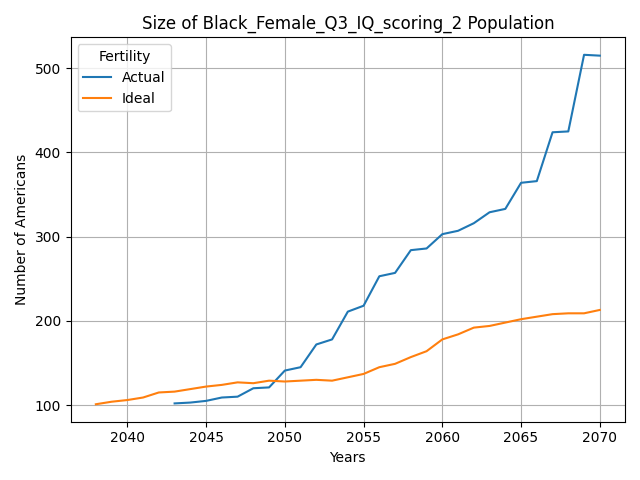 Size of Black_Female_Q3_IQ_scoring_2 Population
Fertility
Actual
Ideal
500
400
300
200
100
Number of Americans
2040
2045
2050
2055
2060
2065
2070
Years